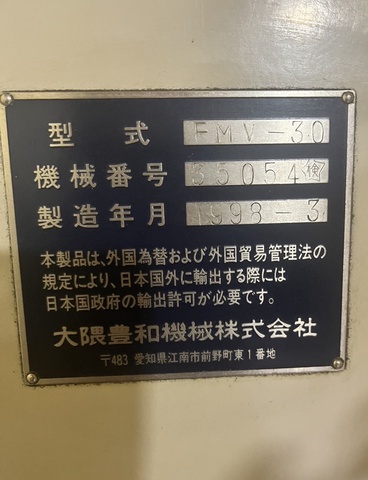 型式 FMV-30
機械番号 35054 検
製造年月 1998-3
本製品は、外国為替および外国貿易管理法の
規定により、日本国外に輸出する際には
日本国政府の輸出許可が必要です。
大隈豊和機械株式会社
〒483 愛知県江南市前野町東1番地